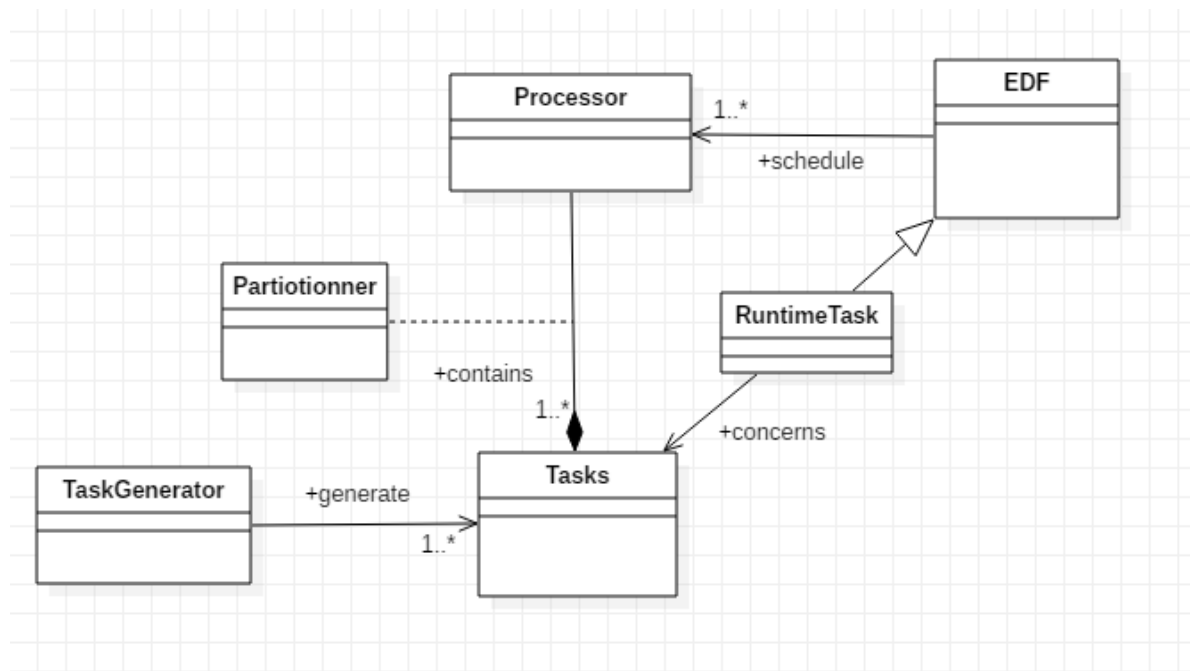 EDF
Processor
1..*
+schedule
Partiotionner
RuntimeTask
+contains
1..*
+concerns
Tasks
TaskGenerator
+generate
1..*